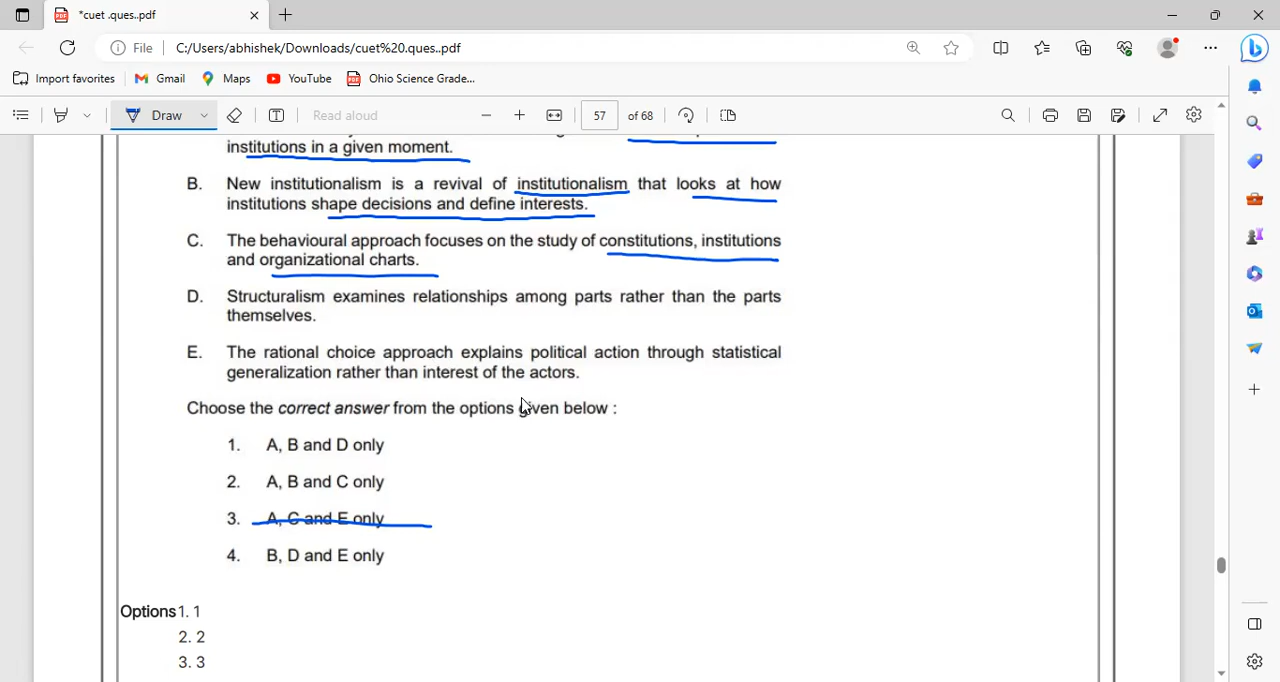 *cuet .ques..pdf
File
C:/Users/abhishek/Downloads/cuet%20.ques..pdf
Import favorites
Gmail
Maps
YouTube
Ohio Science Grade...
Draw
Read aloud
57 of 68
institutions in a given moment.
B. New institutionalism is a revival of institutionalism that looks at how
institutions shape decisions and define interests.
C. The behavioural approach focuses on the study of constitutions, institutions
and organizational charts.
D. Structuralism examines relationships among parts rather than the parts
themselves.
E. The rational choice approach explains political action through statistical
generalization rather than interest of the actors.
Choose the correct answer from the options given below :
1. A, B and D only
2. A, B and C only
3. A, C and E only
4. B, D and E only
Options 1. 1
2. 2
3. 3